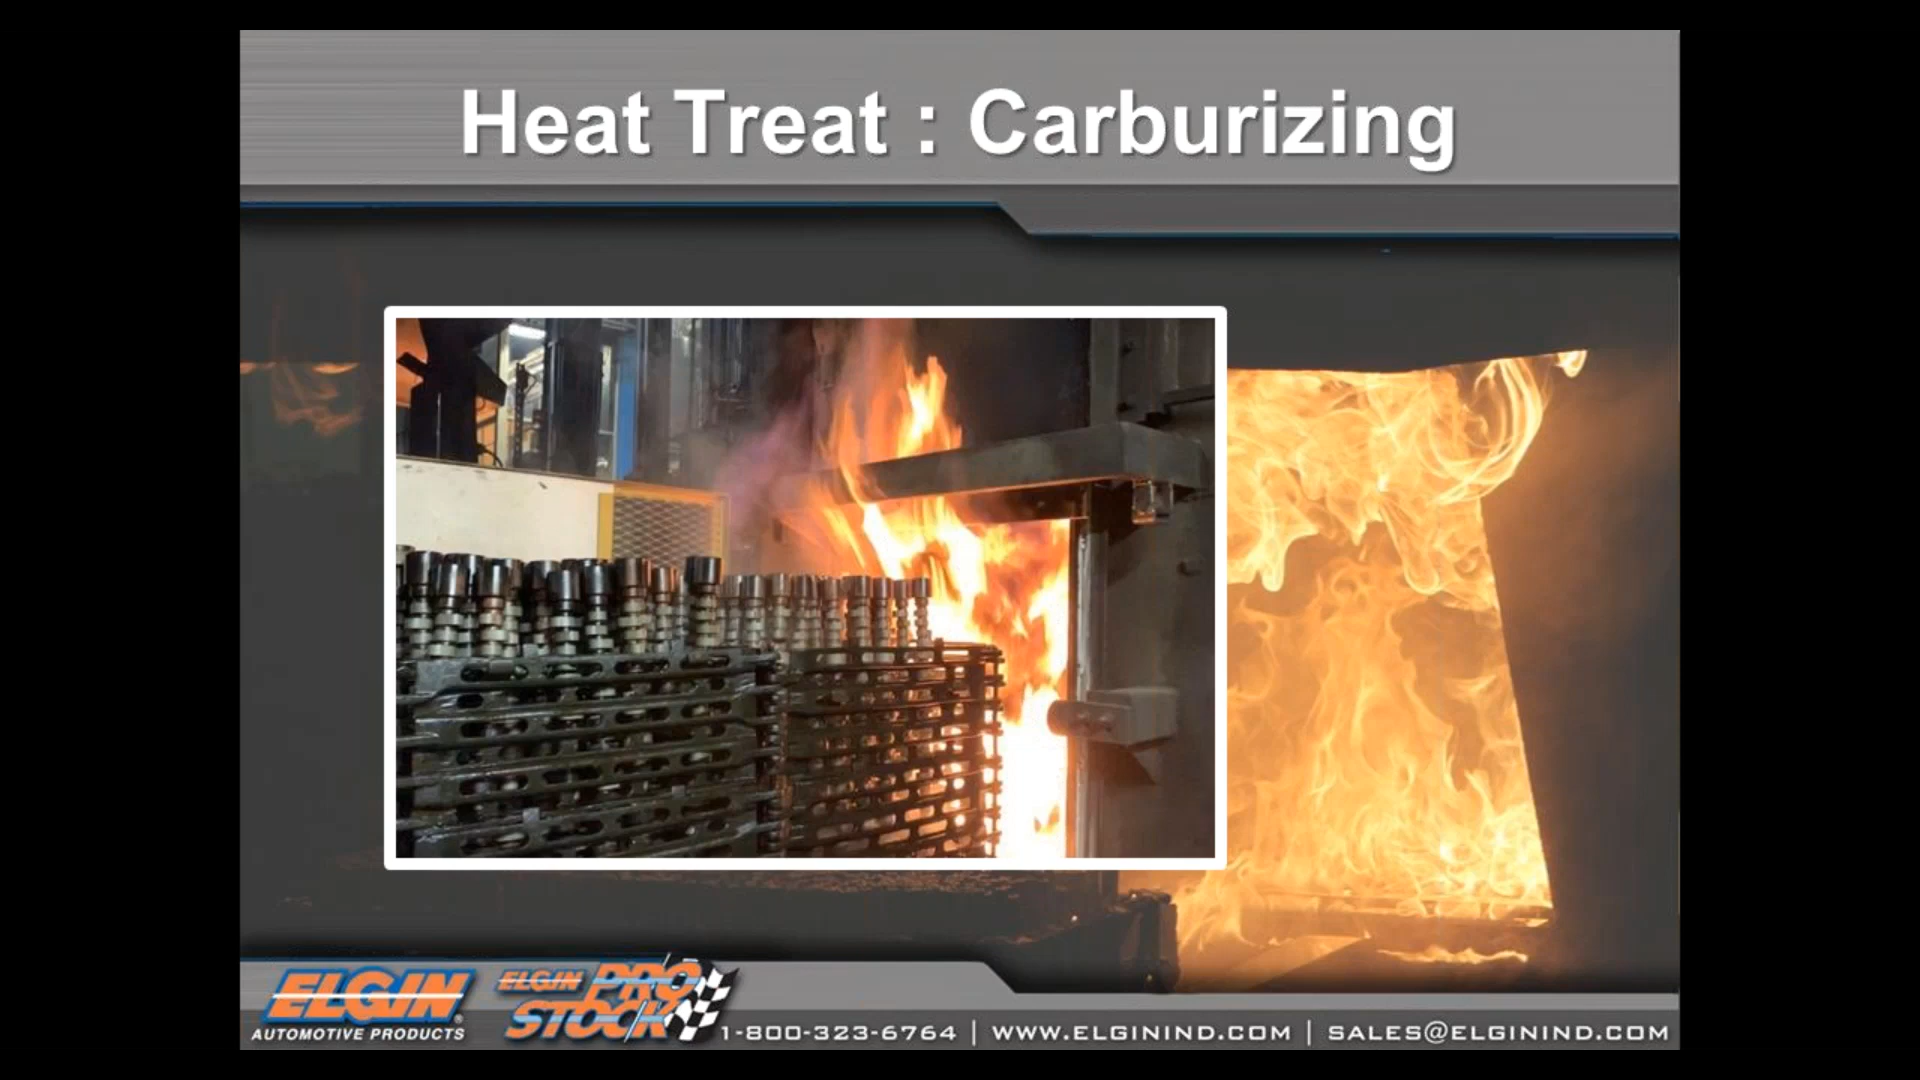 Heat Treat : Carburizing
ELGIN
AUTOMOTIVE PRODUCTS
ELGIN PRO
STOCK
1-800-323-6764 | WWW.ELGININD.COM | SALES@ELGININD.COM